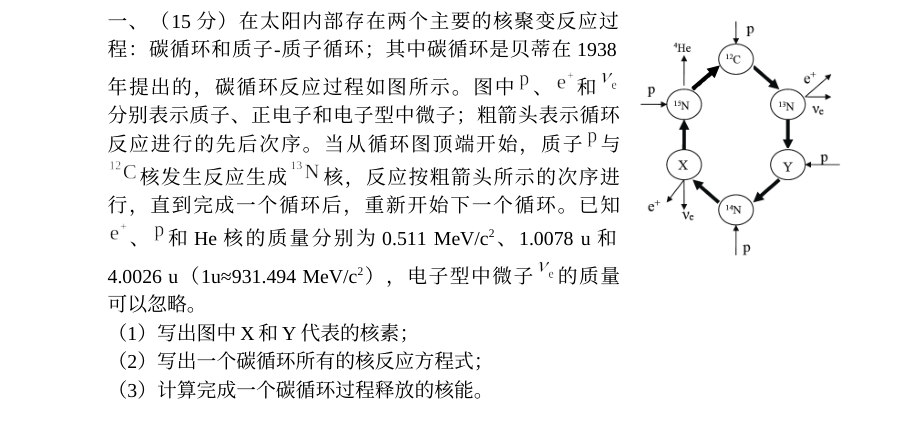 一、（15 分）在太阳内部存在两个主要的核聚变反应过
程：碳循环和质子-质子循环；其中碳循环是贝蒂在 1938
年提出的，碳循环反应过程如图所示。图中 p 、 e⁺ 和 νₑ
分别表示质子、正电子和电子型中微子；粗箭头表示循环
反应进行的先后次序。当从循环图顶端开始，质子 p 与
¹²C 核发生反应生成 ¹³N 核，反应按粗箭头所示的次序进
行，直到完成一个循环后，重新开始下一个循环。已知
e⁺ 、 p 和 He 核的质量分别为 0.511 MeV/c²、1.0078 u 和
4.0026 u（1u≈931.494 MeV/c²），电子型中微子 νₑ 的质量
可以忽略。
（1）写出图中 X 和 Y 代表的核素；
（2）写出一个碳循环所有的核反应方程式；
（3）计算完成一个碳循环过程释放的核能。
p
⁴He
¹²C
e⁺
p
¹⁵N
¹³N
νₑ
X
Y
p
e⁺
νₑ
¹⁴N
p